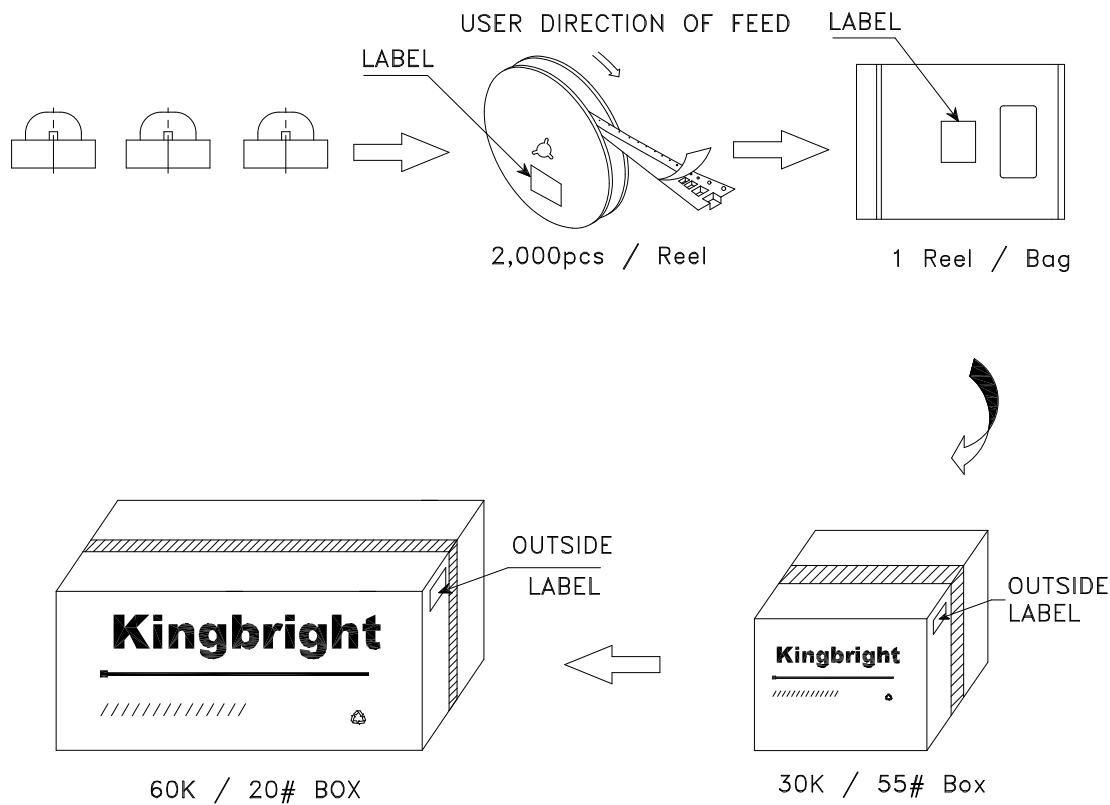 USER DIRECTION OF FEED
LABEL
LABEL
2,000pcs / Reel
1 Reel / Bag
OUTSIDE
LABEL
Kingbright
60K / 20# BOX
OUTSIDE
LABEL
Kingbright
30K / 55# Box